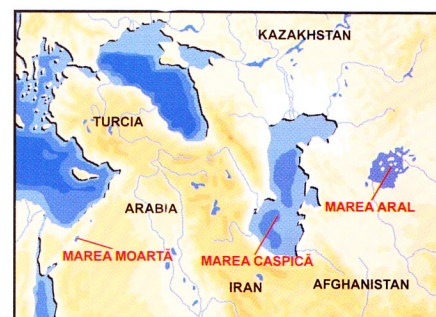 KAZAKHSTAN
TURCIA
MAREA ARAL
ARABIA
MAREA MOARTĂ
MAREA CASPICĂ
IRAN
AFGHANISTAN